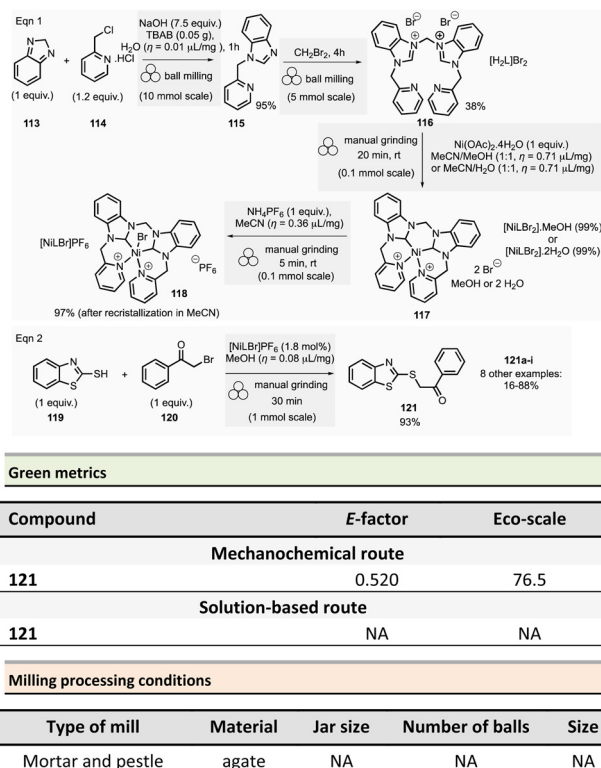 Eqn 1
NaOH (7.5 equiv.)
TBAB (0.05 g),
H2O (η = 0.01 μL/mg ), 1h
ball milling
(10 mmol scale)
N
N
+
Cl
N
.HCl
(1 equiv.)
(1.2 equiv.)
113
114
N
N
N
95%
115
CH2Br2, 4h
ball milling
(5 mmol scale)
Br⊖ Br⊖
N N N N
N N
[H2L]Br2
38%
116
manual grinding
20 min, rt
(0.1 mmol scale)
Ni(OAc)2.4H2O (1 equiv.)
MeCN/MeOH (1:1, η = 0.71 μL/mg)
or MeCN/H2O (1:1, η = 0.71 μL/mg)
[NiLBr]PF6
N N N N
Br
Ni
N N
⊖PF6
118
97% (after recristallization in MeCN)
NH4PF6 (1 equiv.),
MeCN (η = 0.36 μL/mg)
manual grinding
5 min, rt
(0.1 mmol scale)
N N N N
Ni
N N
2 Br⊖
MeOH or 2 H2O
117
[NiLBr2].MeOH (99%)
or
[NiLBr2].2H2O (99%)
Eqn 2
N
S
SH
+
O
Br
(1 equiv.)
(1 equiv.)
119
120
[NiLBr]PF6 (1.8 mol%)
MeOH (η = 0.08 μL/mg)
manual grinding
30 min
(1 mmol scale)
N
S
S
O
121
93%
121a-i
8 other examples:
16-88%
Green metrics
Compound E-factor Eco-scale
Mechanochemical route
121 0.520 76.5
Solution-based route
121 NA NA
Milling processing conditions
Type of mill Material Jar size Number of balls Size
Mortar and pestle agate NA NA NA